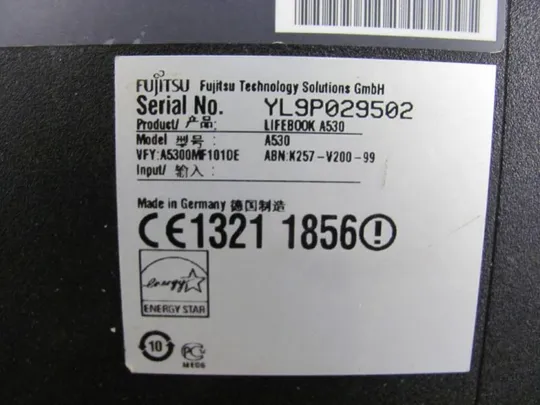 FUJITSU Fujitsu Technology Solutions GmbH
Serial No. YL9P029502
Product/ 产品: LIFEBOOK A530
Model 型号: A530
VFY:A5300MF101DE ABN:K257-V200-99
Input/ 输入:
Made in Germany 德国制造
CE1321 1856!
energy
ENERGY STAR
10
PC
ME06